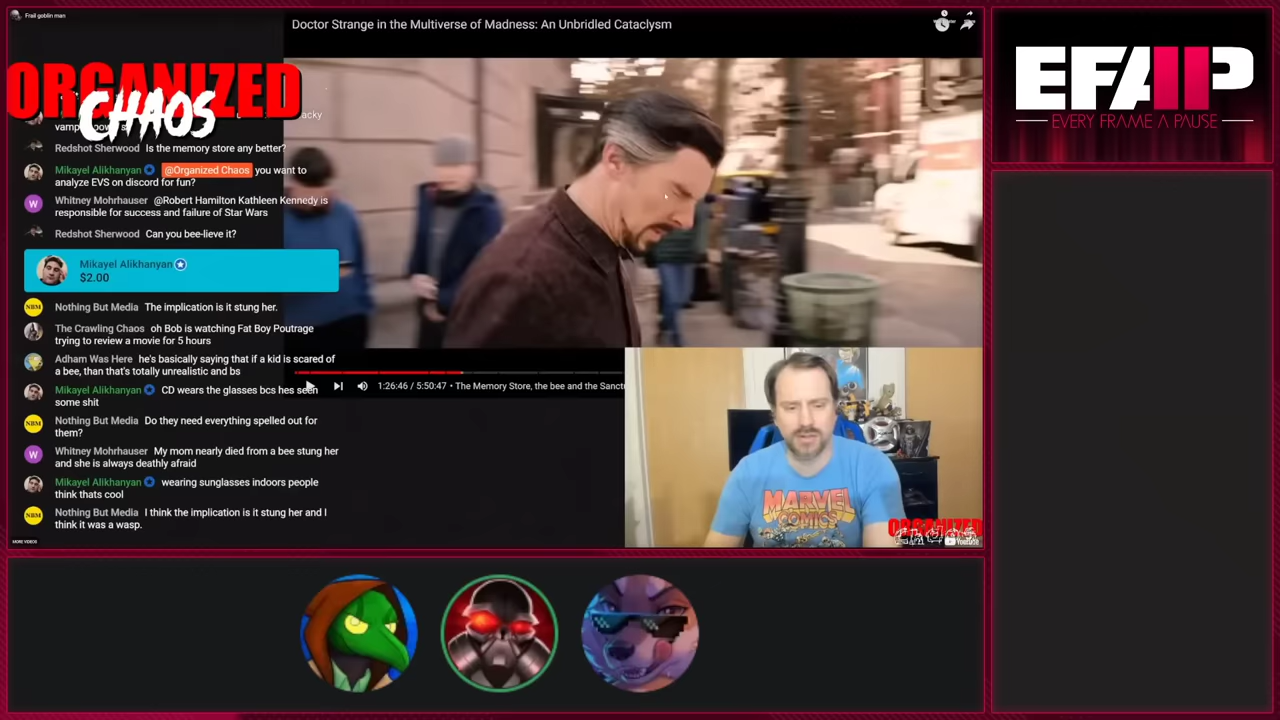 Frail goblin man
Doctor Strange in the Multiverse of Madness: An Unbridled Cataclysm
ORGANIZED
CHAOS
EFAP
EVERY FRAME A PAUSE
Redshot Sherwood Is the memory store any better?
Mikayel Alikhanyan @Organized Chaos you want to
analyze EVS on discord for fun?
W Whitney Mohrhauser @Robert Hamilton Kathleen Kennedy is
responsible for success and failure of Star Wars
Redshot Sherwood Can you bee-lieve it?
Mikayel Alikhanyan
$2.00
NBM Nothing But Media The implication is it stung her.
The Crawling Chaos oh Bob is watching Fat Boy Poutrage
trying to review a movie for 5 hours
Adham Was Here he's basically saying that if a kid is scared of
a bee, than that's totally unrealistic and bs
Mikayel Alikhanyan CD wears the glasses bcs hes seen
some shit
NBM Nothing But Media Do they need everything spelled out for
them?
W Whitney Mohrhauser My mom nearly died from a bee stung her
and she is always deathly afraid
Mikayel Alikhanyan wearing sunglasses indoors people
think thats cool
NBM Nothing But Media I think the implication is it stung her and I
think it was a wasp.
1:26:46 / 5:50:47 • The Memory Store, the bee and the Sanctu
MARVEL
COMICS
ORGANIZED
YouTube
MORE VIDEOS